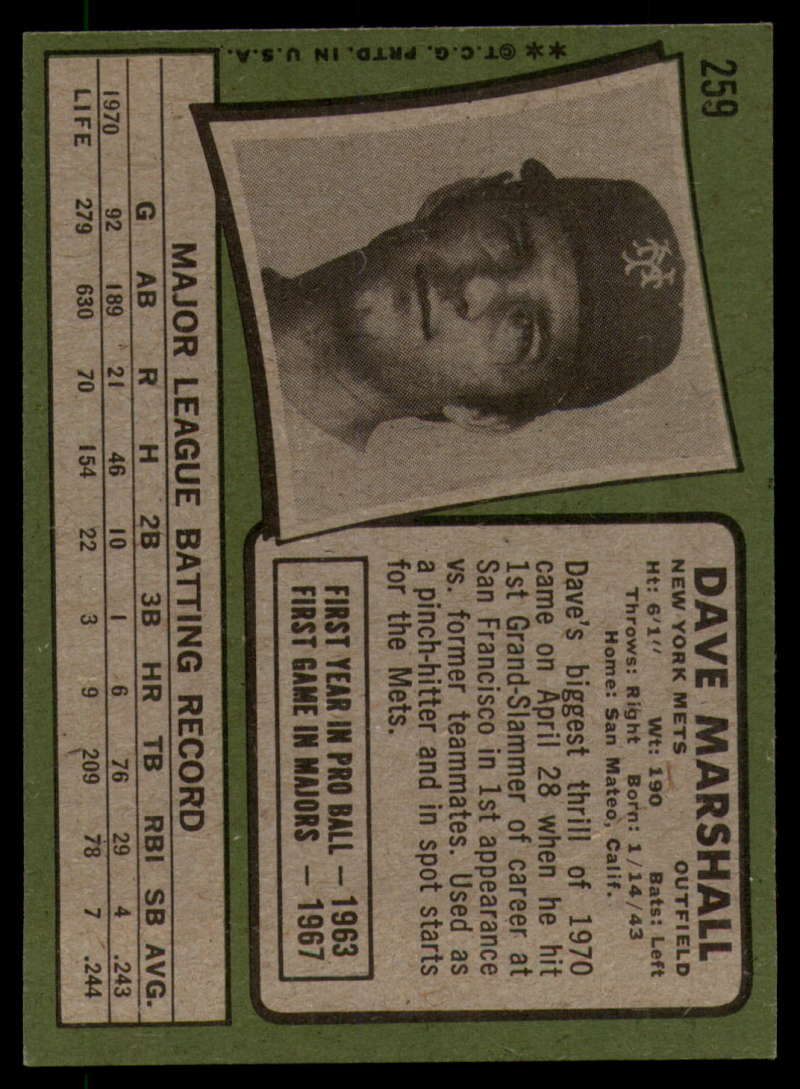 259
**©T.C.G. PRTD. IN U.S.A.
NY
DAVE MARSHALL
NEW YORK METS OUTFIELD
Ht: 6'1" Wt: 190 Bats: Left
Throws: Right Born: 1/14/43
Home: San Mateo, Calif.
Dave's biggest thrill of 1970
came on April 28 when he hit
1st Grand-Slammer of career at
San Francisco in 1st appearance
vs. former teammates. Used as
a pinch-hitter and in spot starts
for the Mets.
FIRST YEAR IN PRO BALL — 1963
FIRST GAME IN MAJORS — 1967
MAJOR LEAGUE BATTING RECORD
G AB R H 2B 3B HR TB RBI SB AVG.
1970 92 189 21 46 10 1 6 76 29 4 .243
LIFE 279 630 70 154 22 3 9 209 78 7 .244